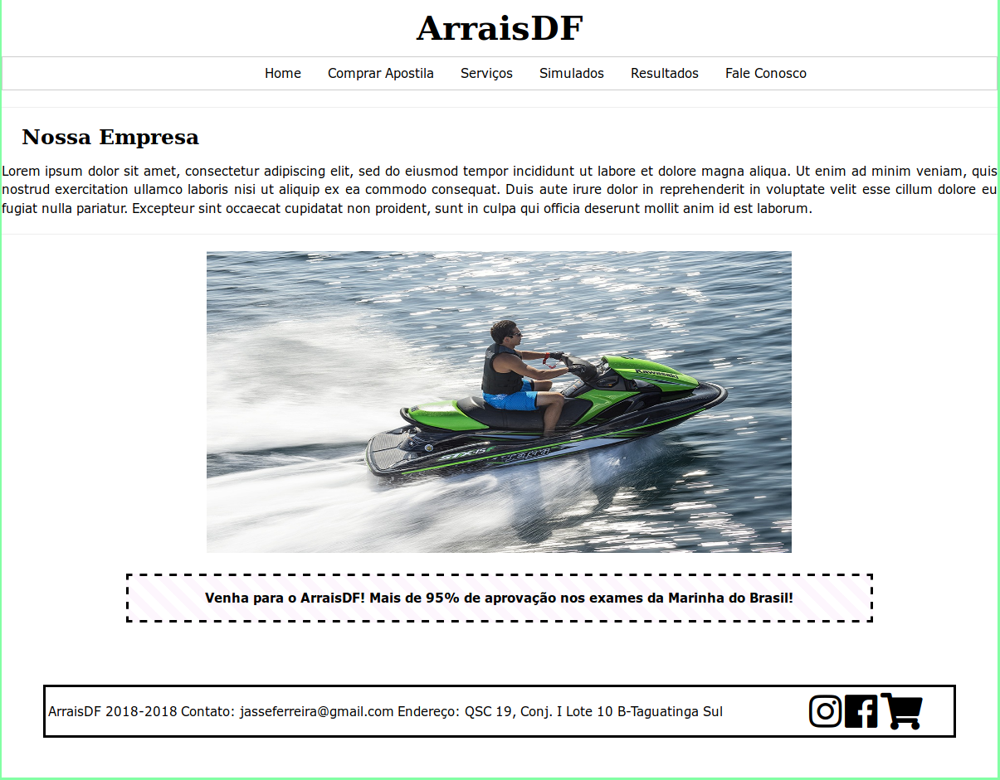 ArraisDF
Home Comprar Apostila Serviços Simulados Resultados Fale Conosco
Nossa Empresa
Lorem ipsum dolor sit amet, consectetur adipiscing elit, sed do eiusmod tempor incididunt ut labore et dolore magna aliqua. Ut enim ad minim veniam, quis
nostrud exercitation ullamco laboris nisi ut aliquip ex ea commodo consequat. Duis aute irure dolor in reprehenderit in voluptate velit esse cillum dolore eu
fugiat nulla pariatur. Excepteur sint occaecat cupidatat non proident, sunt in culpa qui officia deserunt mollit anim id est laborum.
Kawasaki
STX-15F
Venha para o ArraisDF! Mais de 95% de aprovação nos exames da Marinha do Brasil!
ArraisDF 2018-2018 Contato: jasseferreira@gmail.com Endereço: QSC 19, Conj. I Lote 10 B-Taguatinga Sul